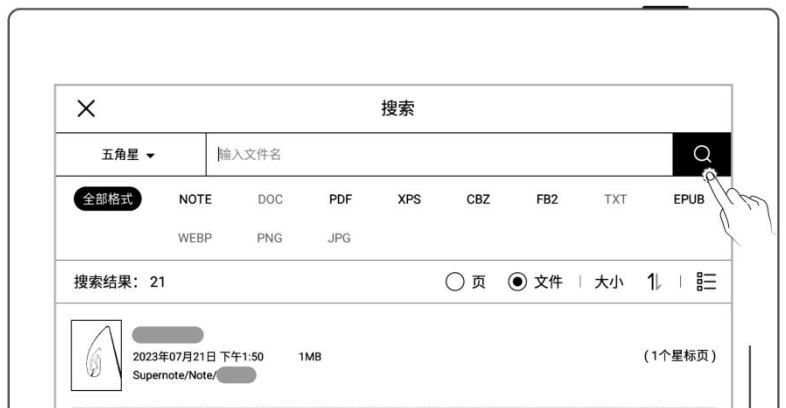 搜索
五角星 输入文件名
全部格式 NOTE DOC PDF XPS CBZ FB2 TXT EPUB
WEBP PNG JPG
搜索结果： 21 页 文件 大小
2023年07月21日 下午1:50 1MB (1个星标页)
Supernote/Note/